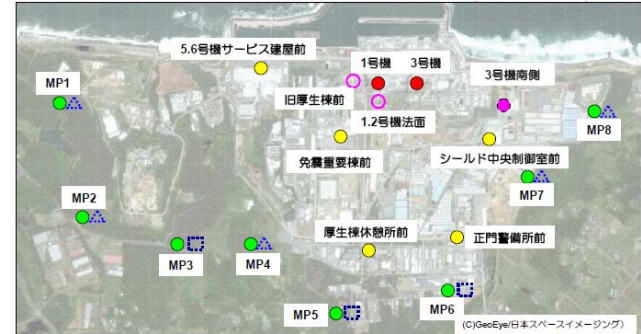 5.6号機サービス建屋前
1号機
3号機
3号機南側
MP1
旧厚生棟前
1.2号機法面
MP8
免震重要棟前
シールド中央制御室前
MP7
MP2
厚生棟休憩所前
正門警備所前
MP3
MP4
MP5
MP6
(C)GeoEye/日本スペースイメージング)